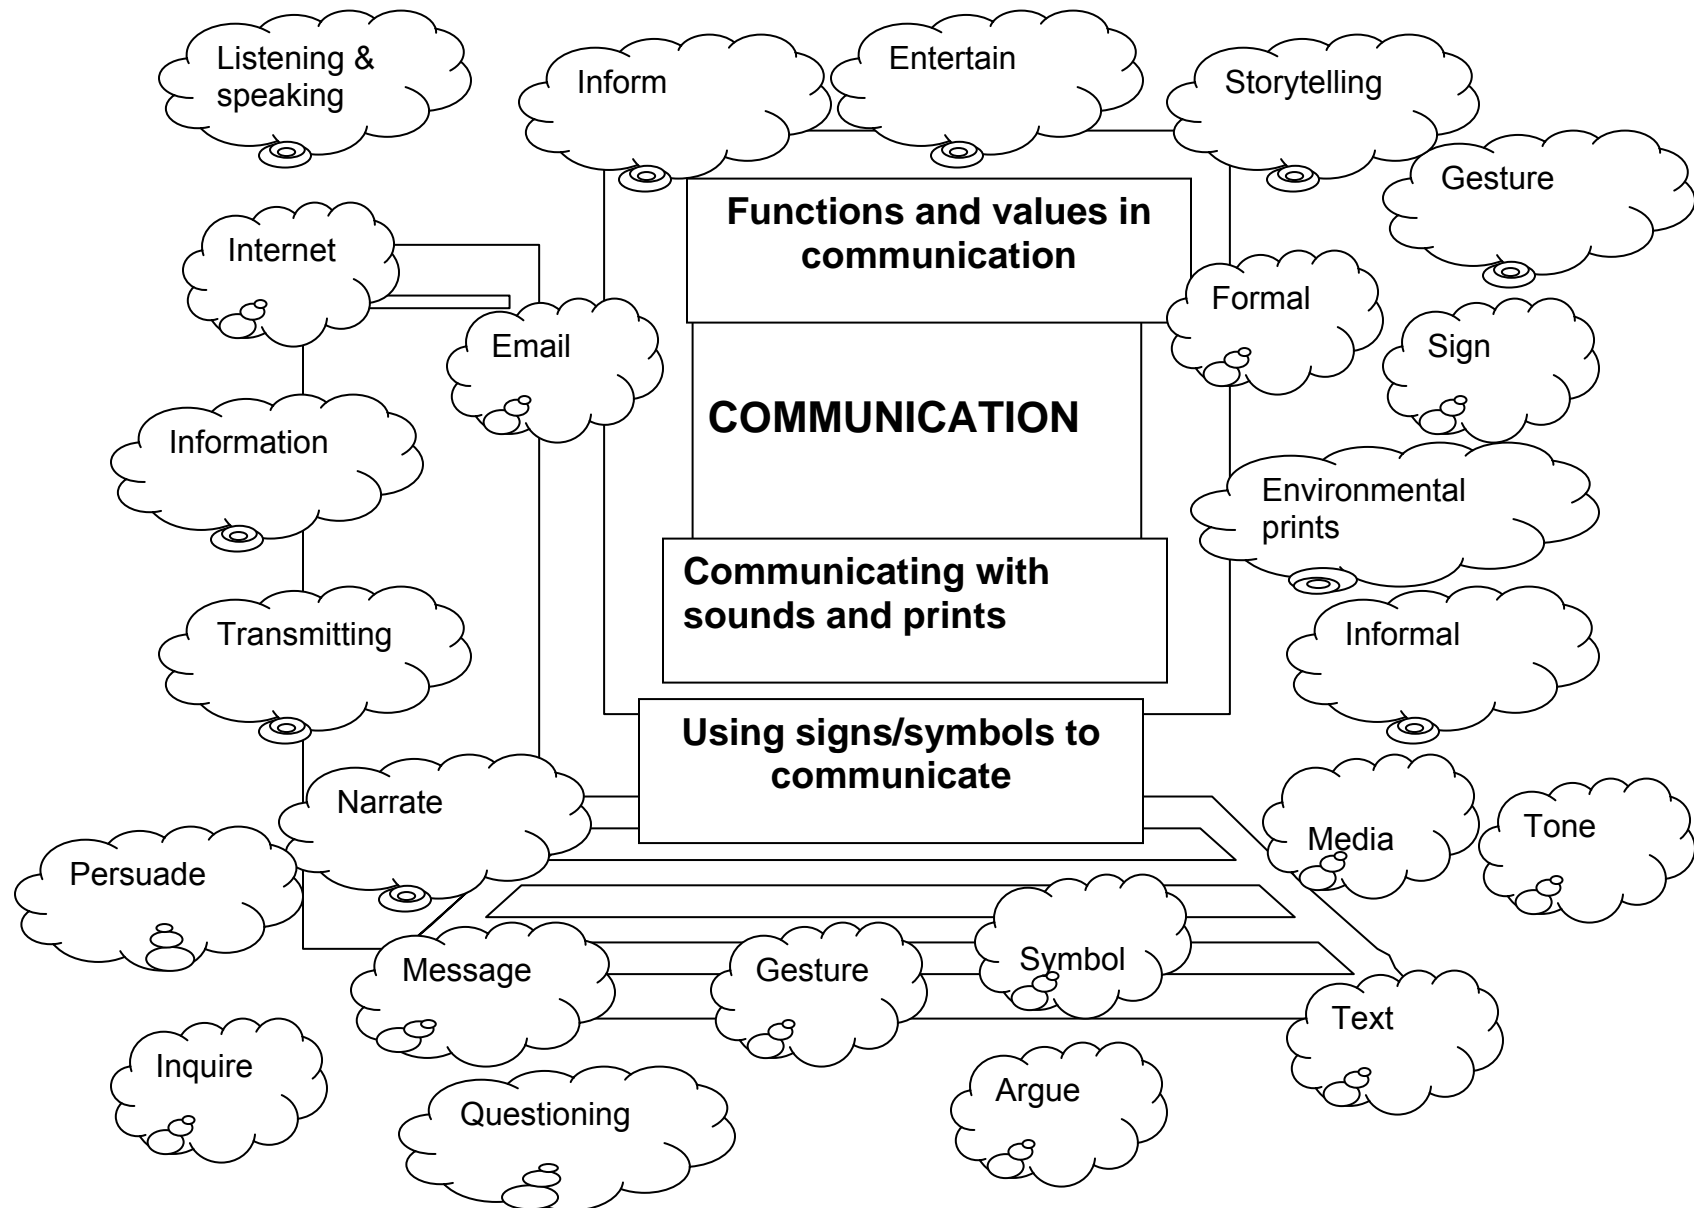 Listening &
speaking
Inform
Entertain
Storytelling
Gesture
Functions and values in
communication
Internet
Formal
Email
Sign
COMMUNICATION
Information
Environmental
prints
Communicating with
sounds and prints
Transmitting
Informal
Using signs/symbols to
communicate
Narrate
Media
Tone
Persuade
Message
Gesture
Symbol
Text
Inquire
Questioning
Argue